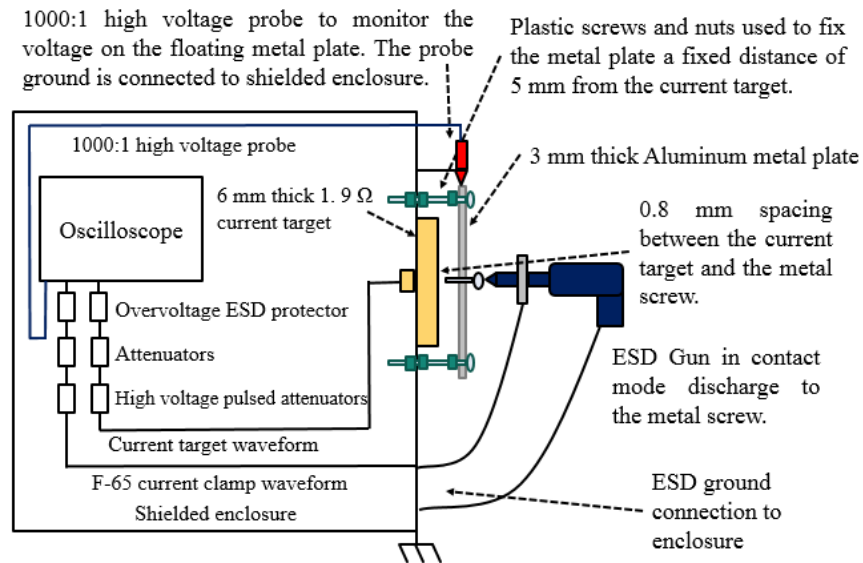 1000:1 high voltage probe to monitor the
voltage on the floating metal plate. The probe
ground is connected to shielded enclosure.
Plastic screws and nuts used to fix
the metal plate a fixed distance of
5 mm from the current target.
1000:1 high voltage probe
3 mm thick Aluminum metal plate
6 mm thick 1. 9 Ω
current target
Oscilloscope
0.8 mm spacing
between the current
target and the metal
screw.
Overvoltage ESD protector
Attenuators
High voltage pulsed attenuators
ESD Gun in contact
mode discharge to
the metal screw.
Current target waveform
F-65 current clamp waveform
Shielded enclosure
ESD ground
connection to
enclosure